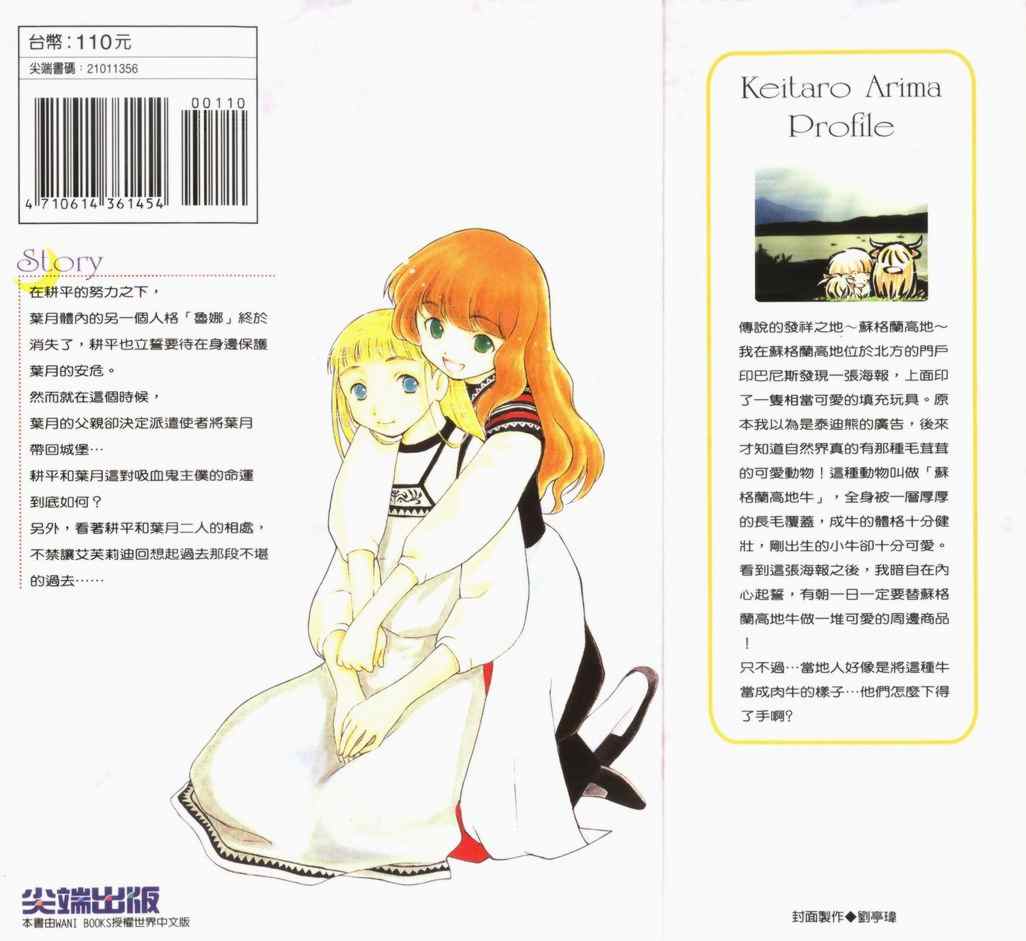 台幣：110元
尖端書碼：21011356
00110
4 710614 361454
Story
在耕平的努力之下，
葉月體內的另一個人格「魯娜」終於
消失了，耕平也立誓要待在身邊保護
葉月的安危。
然而就在這個時候，
葉月的父親卻決定派遣使者將葉月
帶回城堡…
耕平和葉月這對吸血鬼主僕的命運
到底如何？
另外，看著耕平和葉月二人的相處，
不禁讓艾芙莉迪回想起過去那段不堪
的過去……
尖端出版
本書由WANI BOOKS授權世界中文版
Keitaro Arima
Profile
傳說的發祥之地～蘇格蘭高地～
我在蘇格蘭高地位於北方的門戶
印巴尼斯發現一張海報，上面印
了一隻相當可愛的填充玩具。原
本我以為是泰迪熊的廣告，後來
才知道自然界真的有那種毛茸茸
的可愛動物！這種動物叫做「蘇
格蘭高地牛」，全身被一層厚厚
的長毛覆蓋，成牛的體格十分健
壯，剛出生的小牛卻十分可愛。
看到這張海報之後，我暗自在內
心起誓，有朝一日一定要替蘇格
蘭高地牛做一堆可愛的周邊商品
！
只不過…當地人好像是將這種牛
當成肉牛的樣子…他們怎麼下得
了手啊?
封面製作◆劉亭瑋